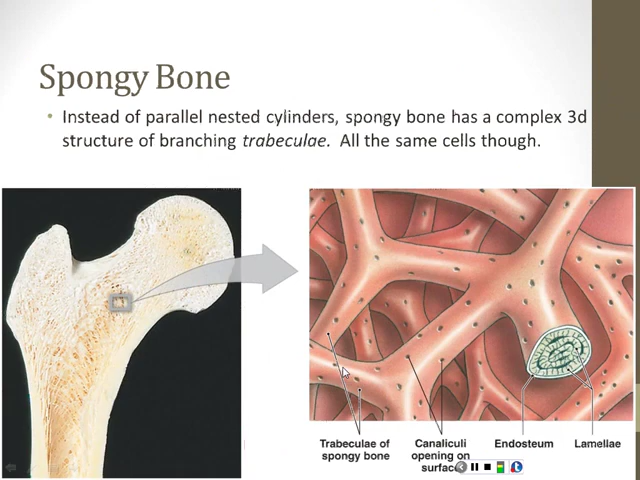 Spongy Bone
• Instead of parallel nested cylinders, spongy bone has a complex 3d
structure of branching trabeculae. All the same cells though.
Trabeculae of
spongy bone
Canaliculi
opening on
surface
Endosteum
Lamellae